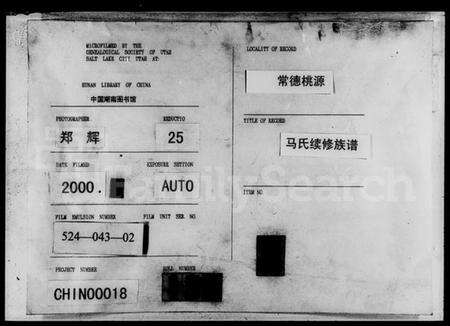 MICROFILMED BY THE
GENEALOGICAL SOCIETY OF UTAH
SALT LAKE CITY, UTAH AT:
HUNAN LIBRARY OF CHINA
中国湖南图书馆
PHOTOGRAPHER REDUCTIO
郑 辉 25
DATE FILMED EXPOSURE SETTION
2000. AUTO
FILM EMULSION NUMBER FILM UNIT SER NO
524—043—02
PROJECT NUMBER ROLL NUMBER
CHIN00018
LOCALITY OF RECORD
常德桃源
TITLE OF RECORD
马氏续修族谱
ITEM NO
FamilySearch